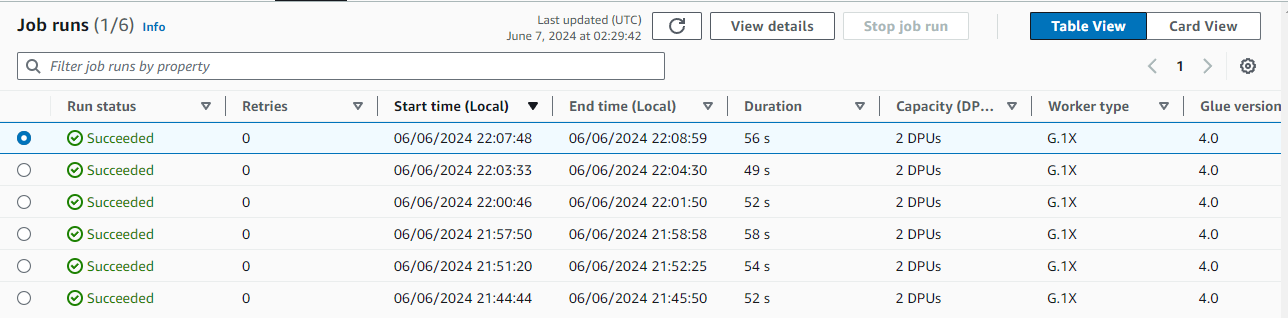 Job runs (1/6) Info
Last updated (UTC)
June 7, 2024 at 02:29:42
View details
Stop job run
Table View
Card View
Filter job runs by property
1
Run status Retries Start time (Local) End time (Local) Duration Capacity (DP... Worker type Glue version
Succeeded 0 06/06/2024 22:07:48 06/06/2024 22:08:59 56 s 2 DPUs G.1X 4.0
Succeeded 0 06/06/2024 22:03:33 06/06/2024 22:04:30 49 s 2 DPUs G.1X 4.0
Succeeded 0 06/06/2024 22:00:46 06/06/2024 22:01:50 52 s 2 DPUs G.1X 4.0
Succeeded 0 06/06/2024 21:57:50 06/06/2024 21:58:58 58 s 2 DPUs G.1X 4.0
Succeeded 0 06/06/2024 21:51:20 06/06/2024 21:52:25 54 s 2 DPUs G.1X 4.0
Succeeded 0 06/06/2024 21:44:44 06/06/2024 21:45:50 52 s 2 DPUs G.1X 4.0